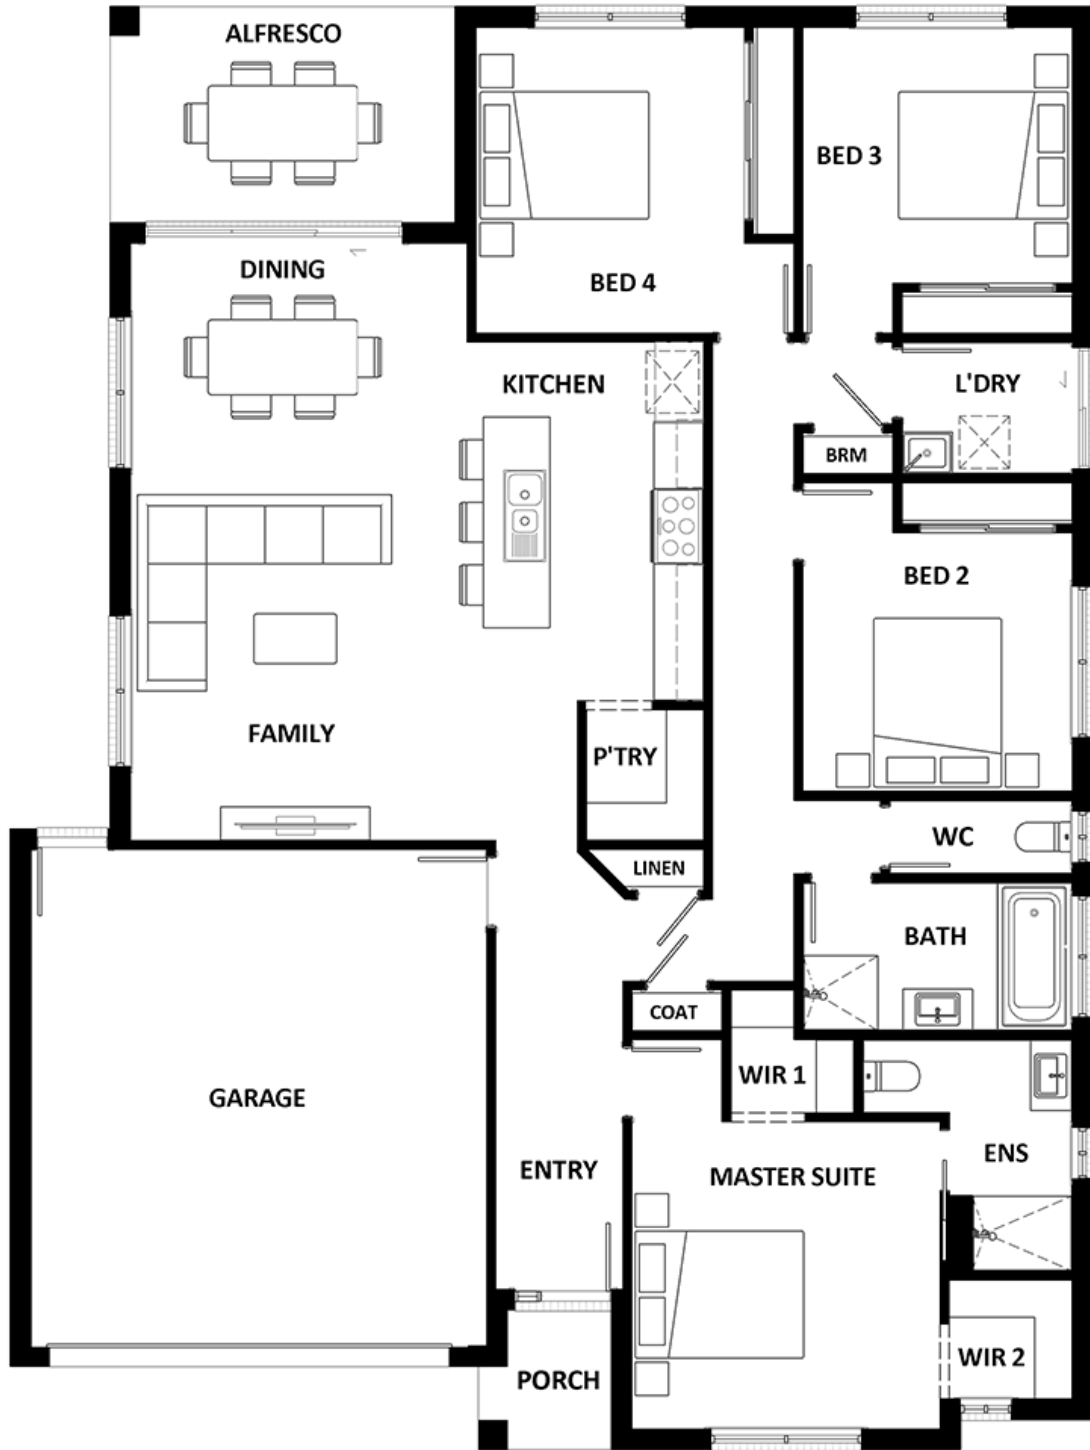 ALFRESCO
BED 3
DINING
BED 4
KITCHEN
L'DRY
BRM
BED 2
FAMILY
P'TRY
WC
LINEN
BATH
COAT
WIR 1
GARAGE
ENS
ENTRY
MASTER SUITE
WIR 2
PORCH